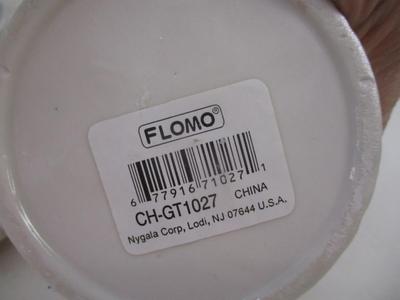 FLOMO®
6 77916 71027 1
CH-GT1027 CHINA
Nygala Corp, Lodi, NJ 07644 U.S.A.